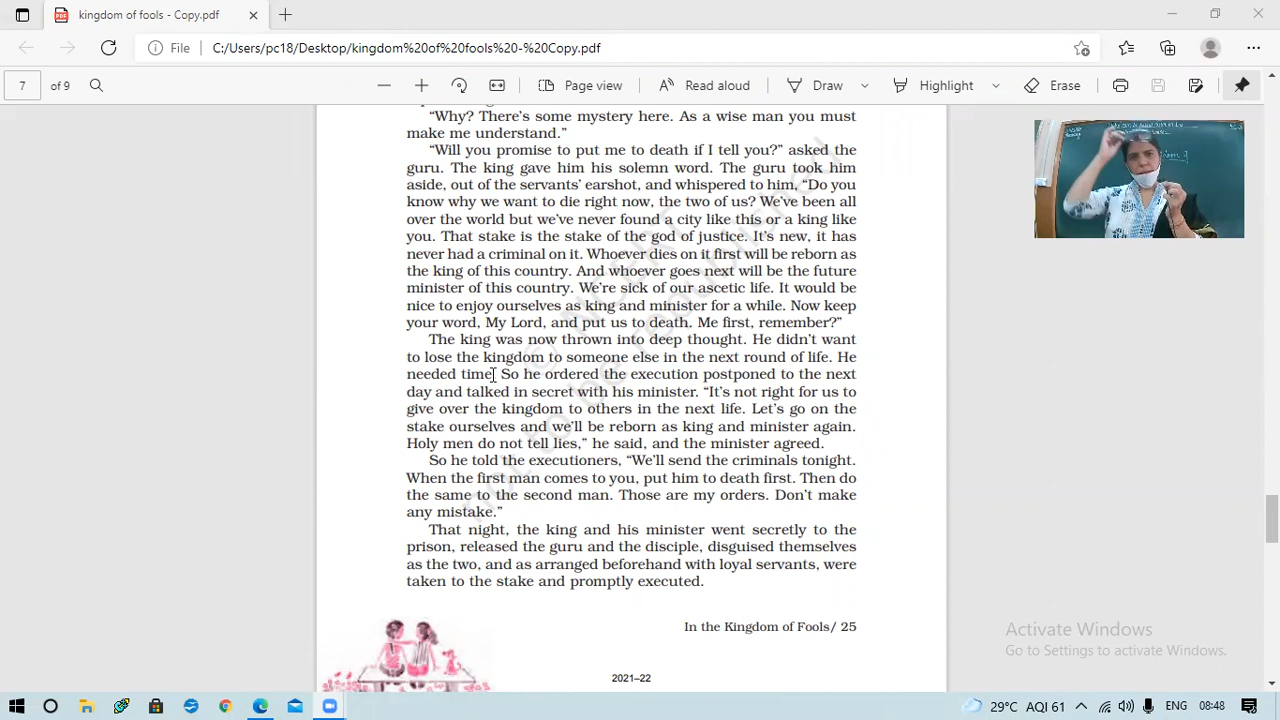 kingdom of fools - Copy.pdf
File
C:/Users/pc18/Desktop/kingdom%20of%20fools%20-%20Copy.pdf
7 of 9
Page view
Read aloud
Draw
Highlight
Erase
“Why? There’s some mystery here. As a wise man you must
make me understand.”
“Will you promise to put me to death if I tell you?” asked the
guru. The king gave him his solemn word. The guru took him
aside, out of the servants’ earshot, and whispered to him, “Do you
know why we want to die right now, the two of us? We’ve been all
over the world but we’ve never found a city like this or a king like
you. That stake is the stake of the god of justice. It’s new, it has
never had a criminal on it. Whoever dies on it first will be reborn as
the king of this country. And whoever goes next will be the future
minister of this country. We’re sick of our ascetic life. It would be
nice to enjoy ourselves as king and minister for a while. Now keep
your word, My Lord, and put us to death. Me first, remember?”
The king was now thrown into deep thought. He didn’t want
to lose the kingdom to someone else in the next round of life. He
needed time. So he ordered the execution postponed to the next
day and talked in secret with his minister. “It’s not right for us to
give over the kingdom to others in the next life. Let’s go on the
stake ourselves and we’ll be reborn as king and minister again.
Holy men do not tell lies,” he said, and the minister agreed.
So he told the executioners, “We’ll send the criminals tonight.
When the first man comes to you, put him to death first. Then do
the same to the second man. Those are my orders. Don’t make
any mistake.”
That night, the king and his minister went secretly to the
prison, released the guru and the disciple, disguised themselves
as the two, and as arranged beforehand with loyal servants, were
taken to the stake and promptly executed.
In the Kingdom of Fools/ 25
2021–22
Activate Windows
Go to Settings to activate Windows.
29°C AQI 61
ENG
08:48